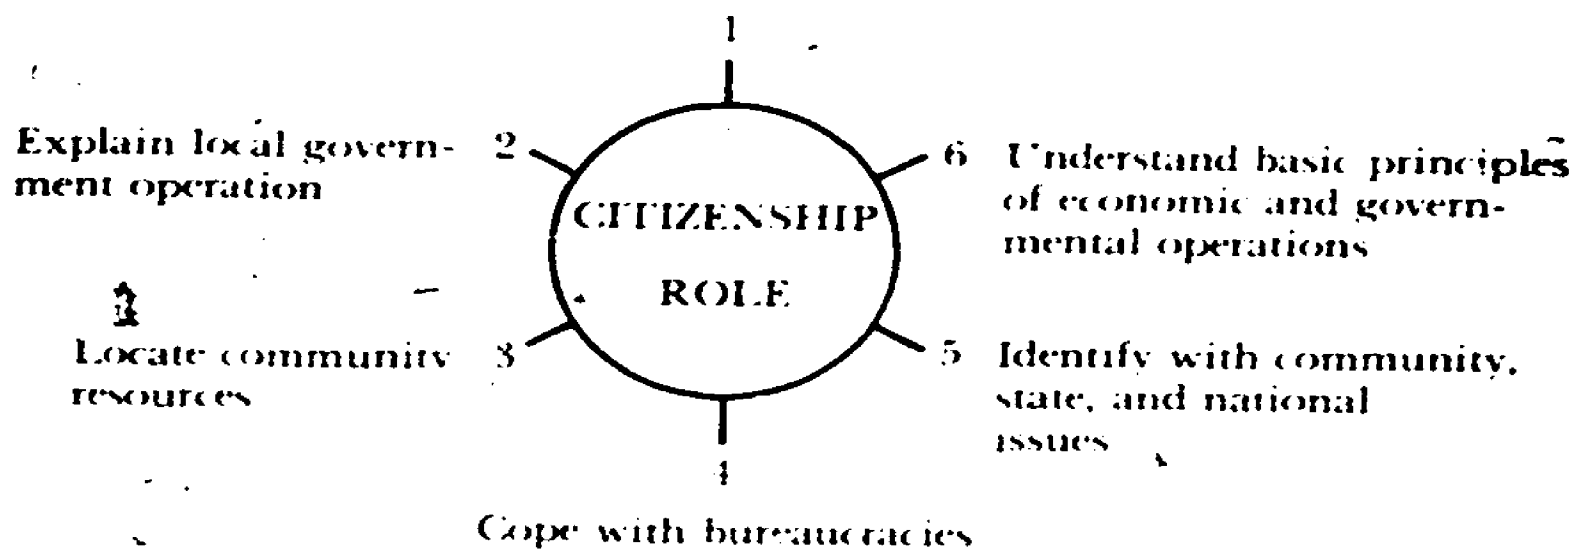 1
Explain local govern- 2
ment operation
6 Understand basic principles
of economic and govern-
mental operations
CITIZENSHIP
ROLE
Locate community 3
resources
5 Identify with community,
state, and national
issues
4
Cope with bureaucracies